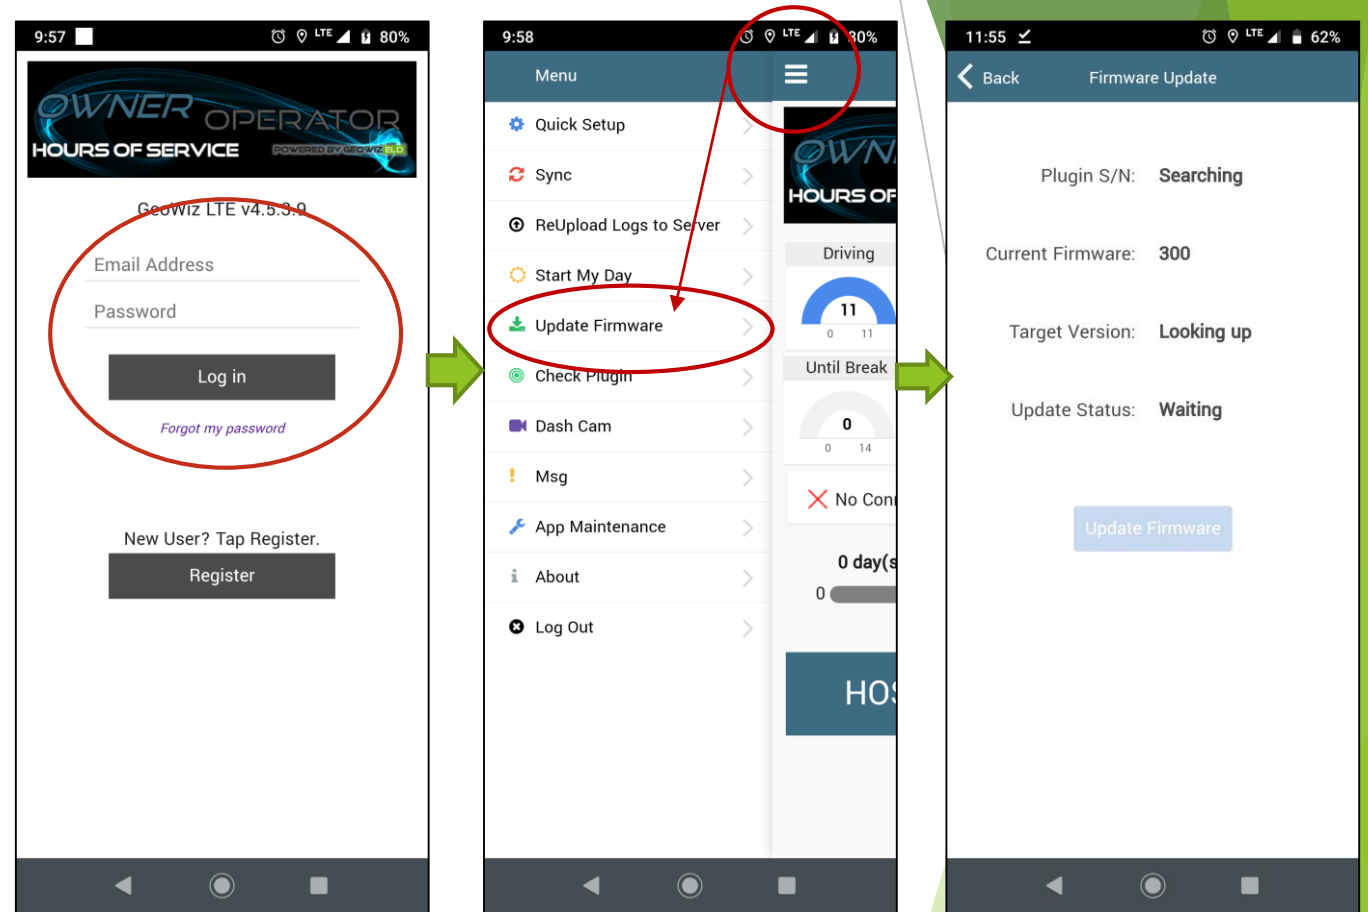 9:57 LTE 80%
OWNER OPERATOR
HOURS OF SERVICE POWERED BY GEOWIZ ELD
GeoWiz LTE v4.5.3.9
Email Address
Password
Log in
Forgot my password
New User? Tap Register.
Register
9:58 LTE 80%
Menu
Quick Setup
Sync
ReUpload Logs to Server
Start My Day
Update Firmware
Check Plugin
Dash Cam
Msg
App Maintenance
About
Log Out
OWN
HOURS OF
Driving
11
0 11
Until Break
0
0 14
No Conn
0 day(s
0
HOS
11:55 LTE 62%
Back Firmware Update
Plugin S/N: Searching
Current Firmware: 300
Target Version: Looking up
Update Status: Waiting
Update Firmware